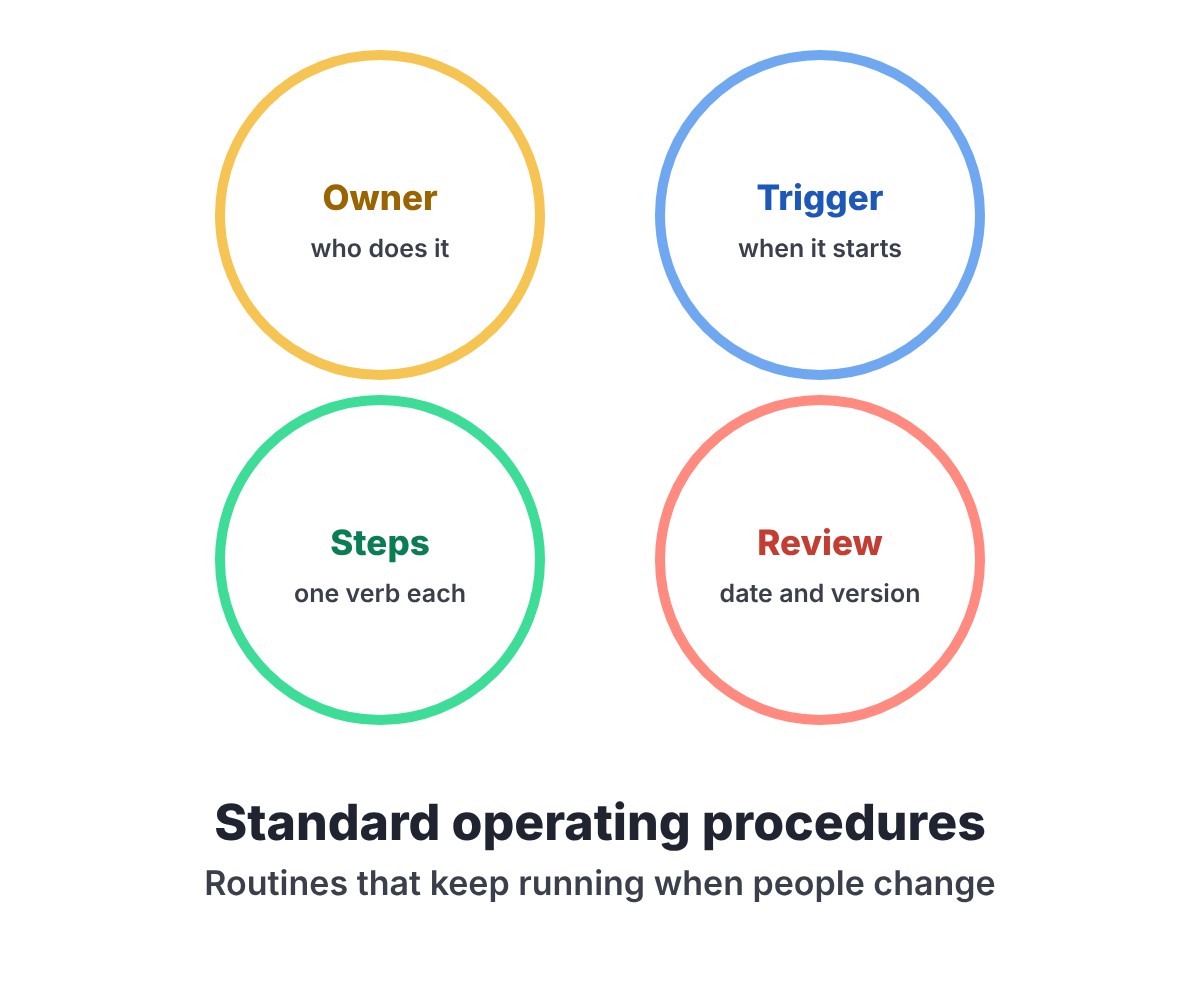 Owner
who does it
Trigger
when it starts
Steps
one verb each
Review
date and version
Standard operating procedures
Routines that keep running when people change